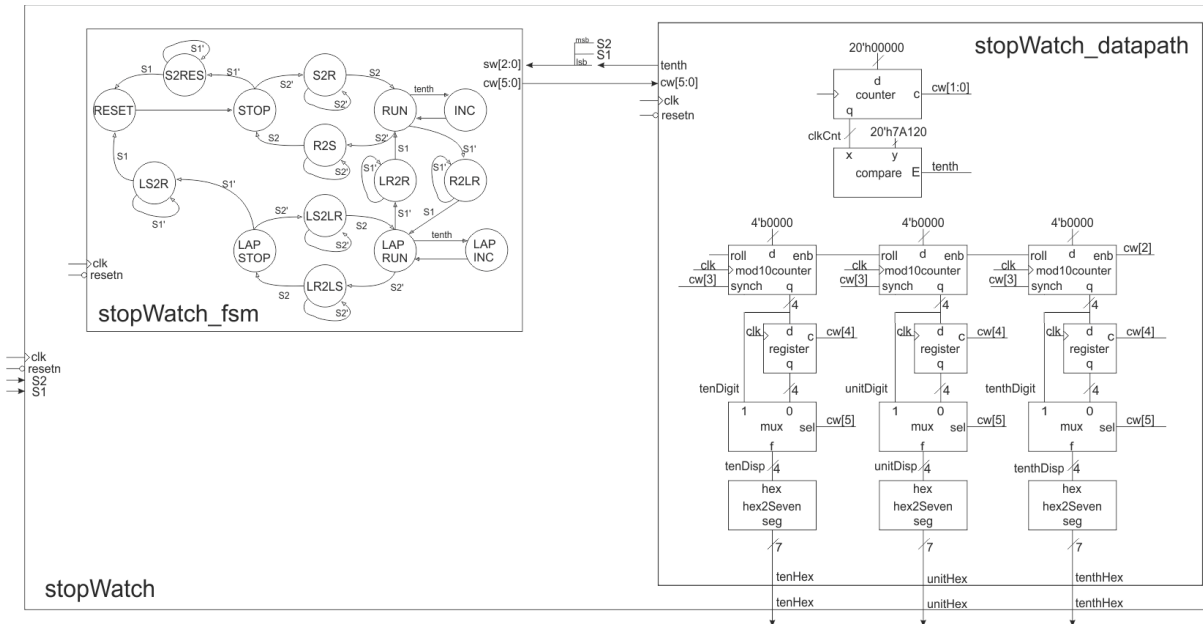 stopWatch_datapath
msb S2
S1
lsb
sw[2:0]
cw[5:0]
tenth
cw[5:0]
clk
resetn
S1'
S2RES
S1
S1'
RESET
STOP
S2R
S2'
S2'
S2
RUN
tenth
INC
R2S
S2
S2'
S2'
S1
S1'
LR2R
S1'
S1'
R2LR
S1'
S1
S1
LS2R
S1'
S1'
LS2LR
S2'
S2'
S2
LAP STOP
LAP RUN
tenth
LAP INC
LR2LS
S2
S2'
S2'
clk
resetn
stopWatch_fsm
clk
resetn
S2
S1
stopWatch
20'h00000
d
counter
c
cw[1:0]
q
clkCnt
20'h7A120
x y
compare
E
tenth
4'b0000 4'b0000 4'b0000
roll d enb roll d enb roll d enb cw[2]
clk mod10counter clk mod10counter clk mod10counter
cw[3] synch q cw[3] synch q cw[3] synch q
4 4 4
clk d c cw[4] clk d c cw[4] clk d c cw[4]
register register register
q q q
tenDigit 4 unitDigit 4 tenthDigit 4
1 0 1 0 1 0
mux sel cw[5] mux sel cw[5] mux sel cw[5]
f f f
tenDisp 4 unitDisp 4 tenthDisp 4
hex hex hex
hex2Seven hex2Seven hex2Seven
seg seg seg
7 7 7
tenHex unitHex tenthHex
tenHex unitHex tenthHex